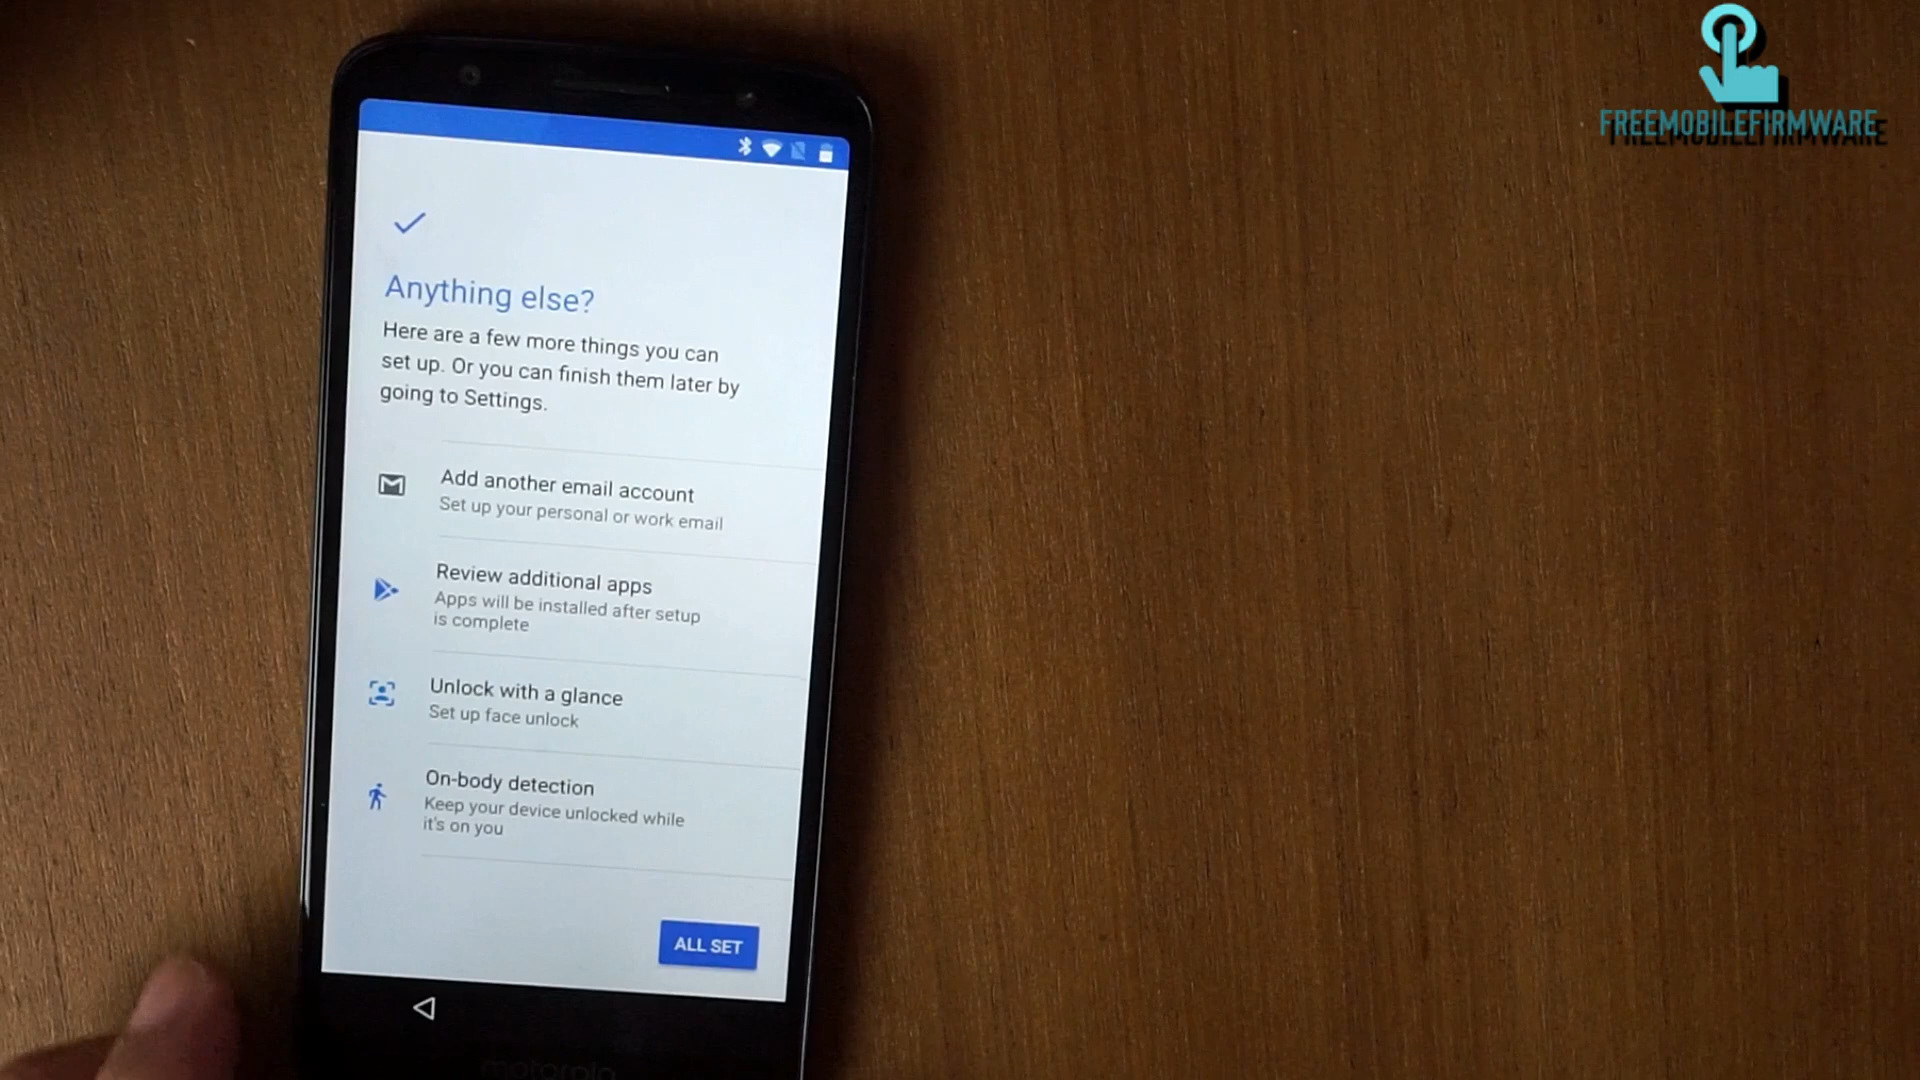 FREEMOBILEFIRMWARE
Anything else?
Here are a few more things you can
set up. Or you can finish them later by
going to Settings.
Add another email account
Set up your personal or work email
Review additional apps
Apps will be installed after setup
is complete
Unlock with a glance
Set up face unlock
On-body detection
Keep your device unlocked while
it's on you
ALL SET
motorola